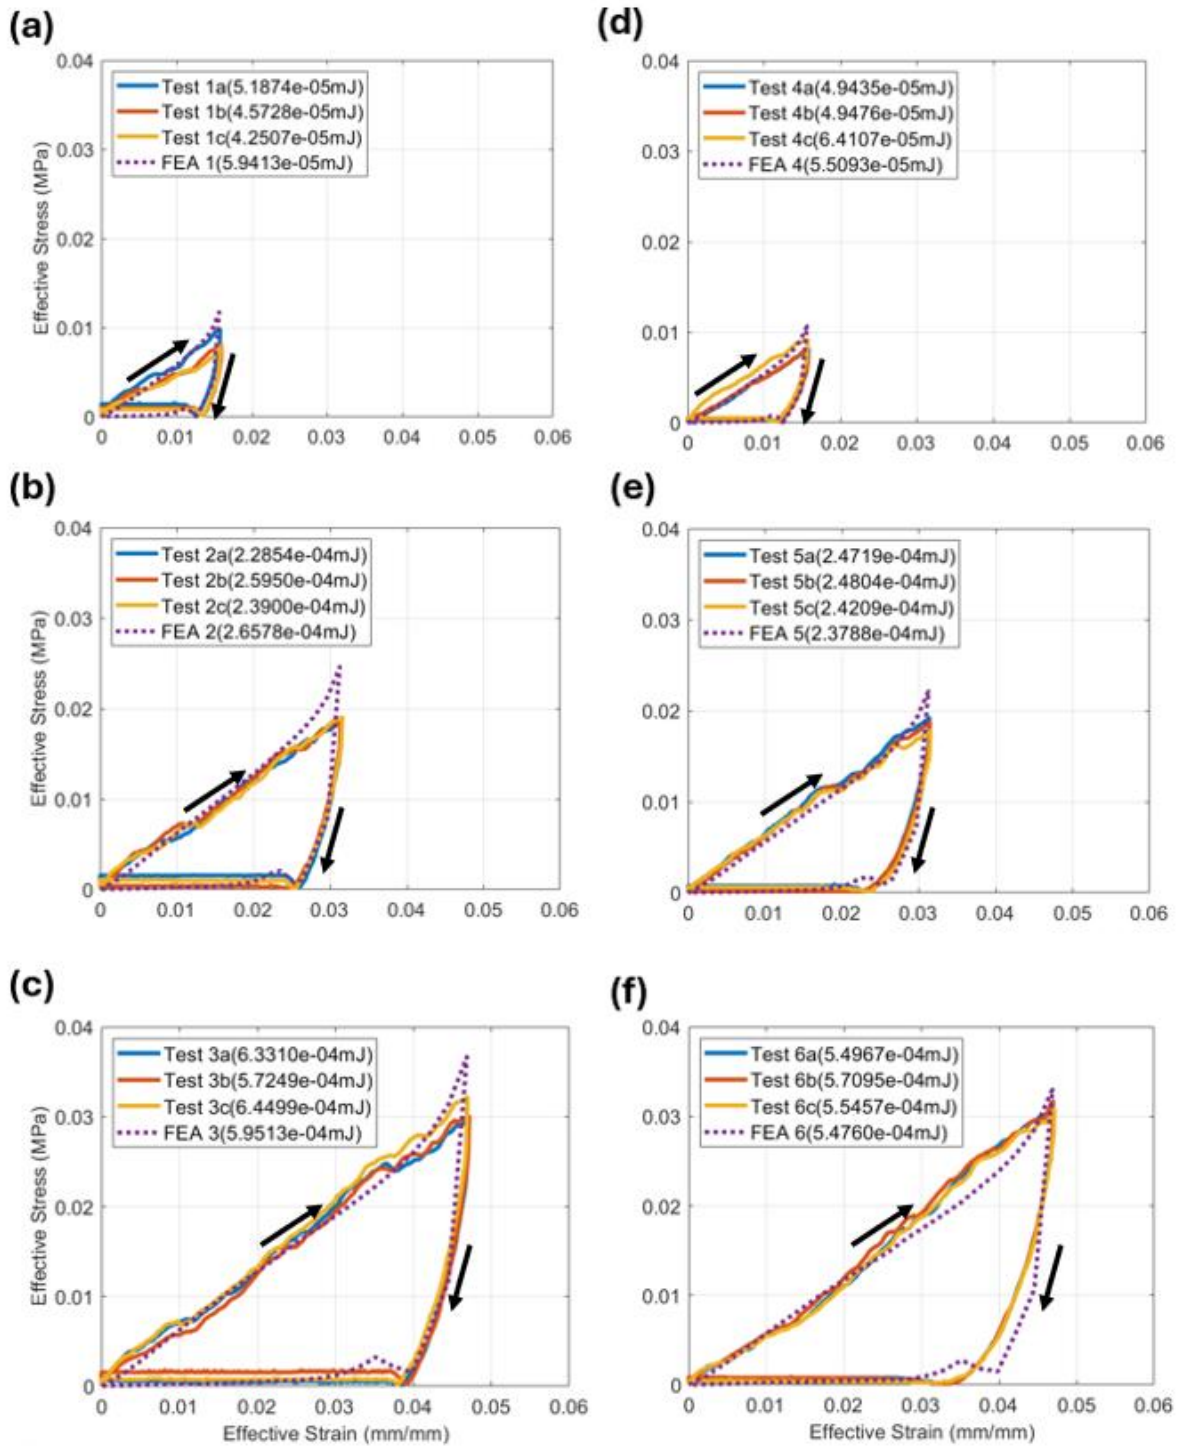 (a)
0.04
0.03
0.02
0.01
0
Effective Stress (MPa)
Test 1a(5.1874e-05mJ)
Test 1b(4.5728e-05mJ)
Test 1c(4.2507e-05mJ)
FEA 1(5.9413e-05mJ)
0 0.01 0.02 0.03 0.04 0.05 0.06
(d)
0.04
0.03
0.02
0.01
0
Test 4a(4.9435e-05mJ)
Test 4b(4.9476e-05mJ)
Test 4c(6.4107e-05mJ)
FEA 4(5.5093e-05mJ)
0 0.01 0.02 0.03 0.04 0.05 0.06
(b)
0.04
0.03
0.02
0.01
0
Effective Stress (MPa)
Test 2a(2.2854e-04mJ)
Test 2b(2.5950e-04mJ)
Test 2c(2.3900e-04mJ)
FEA 2(2.6578e-04mJ)
0 0.01 0.02 0.03 0.04 0.05 0.06
(e)
0.04
0.03
0.02
0.01
0
Test 5a(2.4719e-04mJ)
Test 5b(2.4804e-04mJ)
Test 5c(2.4209e-04mJ)
FEA 5(2.3788e-04mJ)
0 0.01 0.02 0.03 0.04 0.05 0.06
(c)
0.04
0.03
0.02
0.01
0
Effective Stress (MPa)
Test 3a(6.3310e-04mJ)
Test 3b(5.7249e-04mJ)
Test 3c(6.4499e-04mJ)
FEA 3(5.9513e-04mJ)
0 0.01 0.02 0.03 0.04 0.05 0.06
Effective Strain (mm/mm)
(f)
0.04
0.03
0.02
0.01
0
Test 6a(5.4967e-04mJ)
Test 6b(5.7095e-04mJ)
Test 6c(5.5457e-04mJ)
FEA 6(5.4760e-04mJ)
0 0.01 0.02 0.03 0.04 0.05 0.06
Effective Strain (mm/mm)